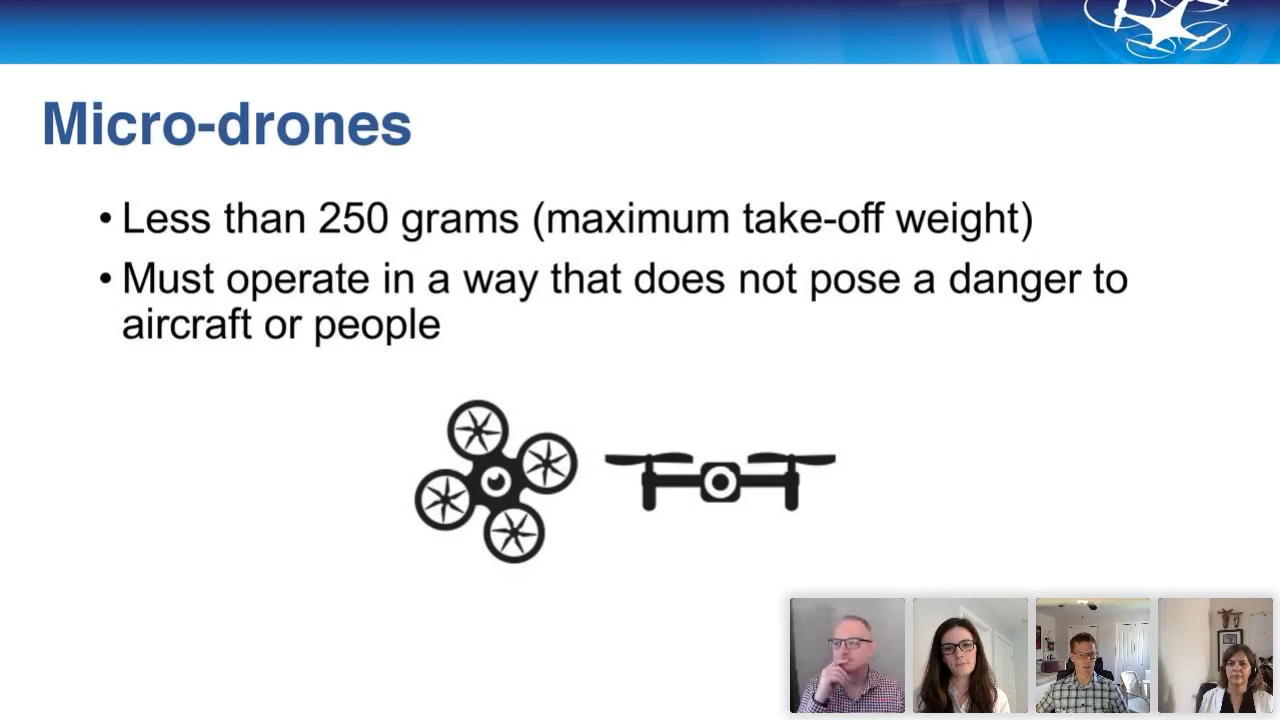 Micro-drones
• Less than 250 grams (maximum take-off weight)
• Must operate in a way that does not pose a danger to
aircraft or people